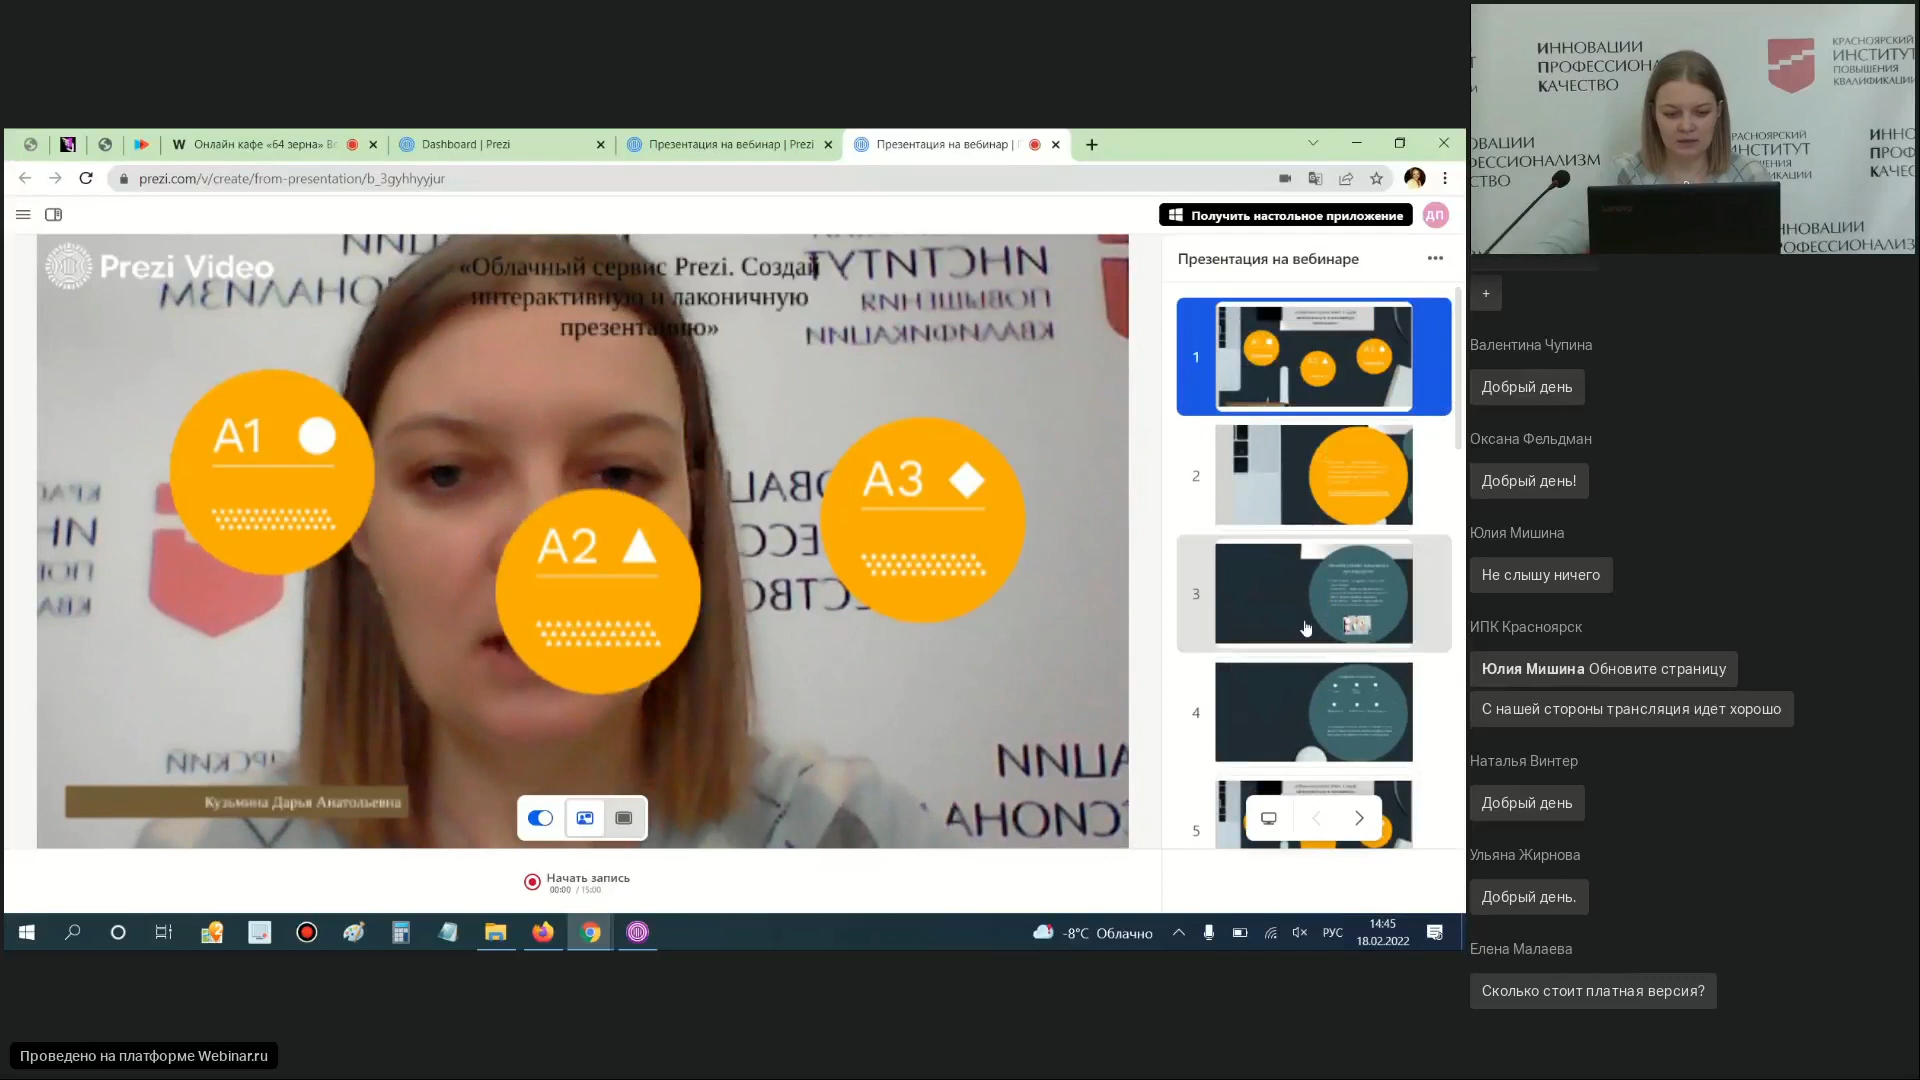 Онлайн кафе «64 зерна»
Dashboard | Prezi
Презентация на вебинар | Prezi
Презентация на вебинар |
prezi.com/v/create/from-presentation/b_3gyhhyyjur
Получить настольное приложение
ДП
Prezi Video
«Облачный сервис Prezi. Создай
интерактивную и лаконичную
презентацию»
A1
A2
A3
Кузьмина Дарья Анатольевна
Презентация на вебинаре
1
2
3
4
5
Начать запись
00:00 / 15:00
-8°C Облачно
РУС
14:45
18.02.2022
ИННОВАЦИИ
ПРОФЕССИОНА
КАЧЕСТВО
КРАСНОЯРСКИЙ
ИНСТИТУТ
ПОВЫШЕНИЯ
КВАЛИФИКАЦИИ
+
Валентина Чупина
Добрый день
Оксана Фельдман
Добрый день!
Юлия Мишина
Не слышу ничего
ИПК Красноярск
Юлия Мишина Обновите страницу
С нашей стороны трансляция идет хорошо
Наталья Винтер
Добрый день
Ульяна Жирнова
Добрый день.
Елена Малаева
Сколько стоит платная версия?
Проведено на платформе Webinar.ru